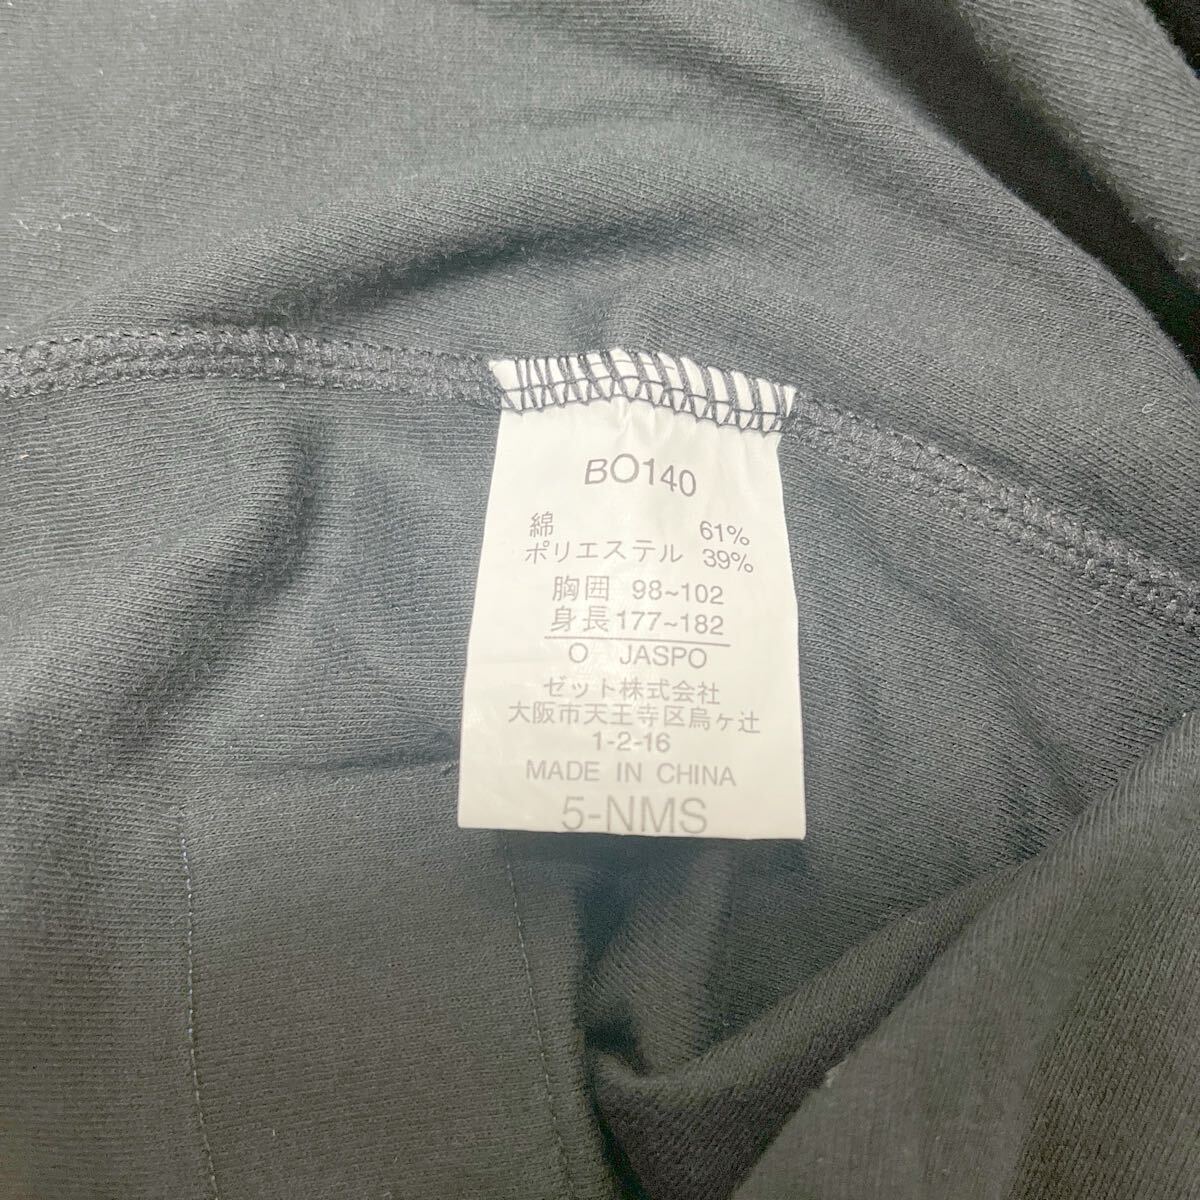 BO140
綿 61%
ポリエステル 39%
胸囲 98~102
身長 177~182
O JASPO
ゼット株式会社
大阪市天王寺区烏ヶ辻
1-2-16
MADE IN CHINA
5-NMS